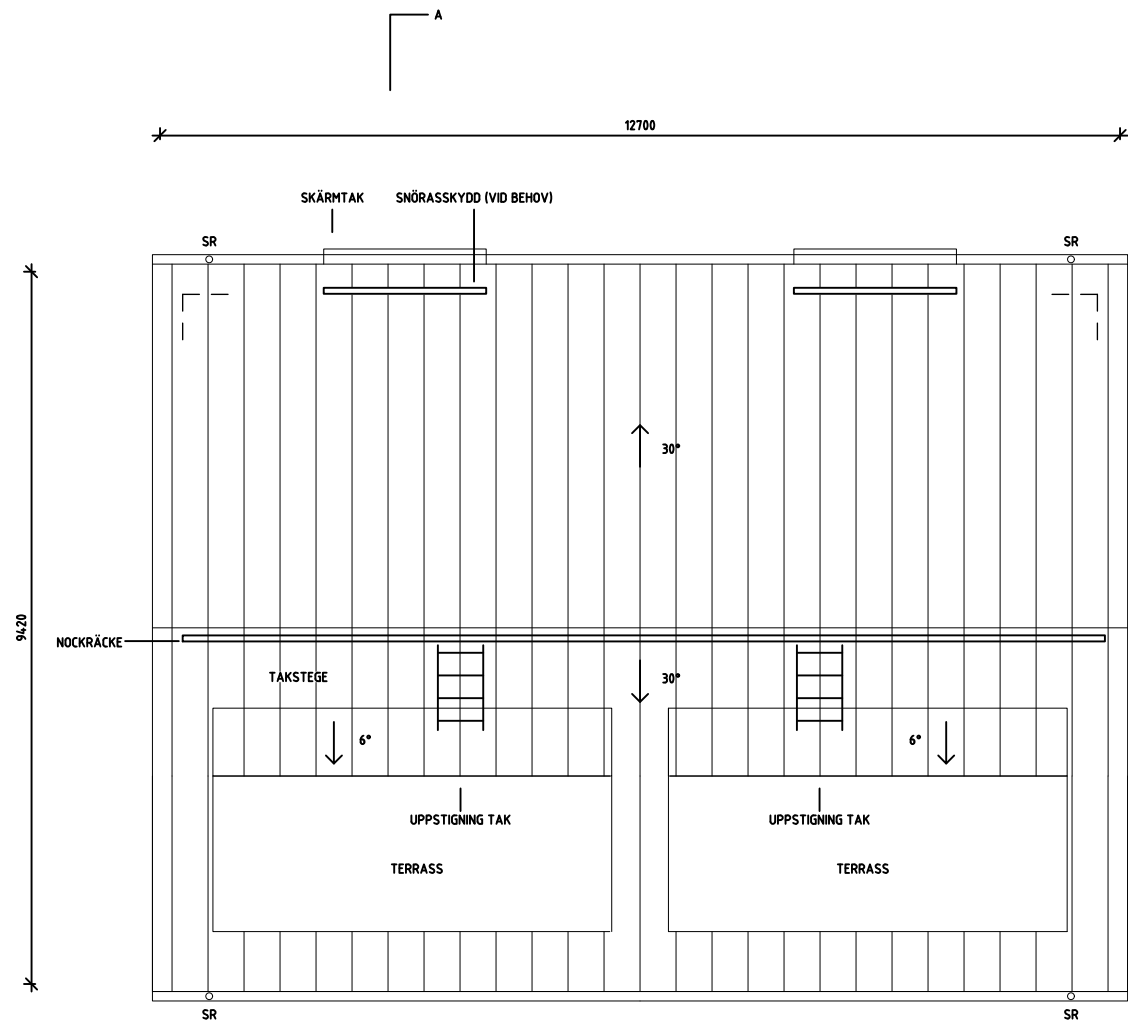 A
12700
SKÄRMTAK
SNÖRASSKYDD (VID BEHOV)
SR
SR
30°
9420
NOCKRÄCKE
TAKSTEGE
30°
6°
6°
UPPSTIGNING TAK
UPPSTIGNING TAK
TERRASS
TERRASS
SR
SR